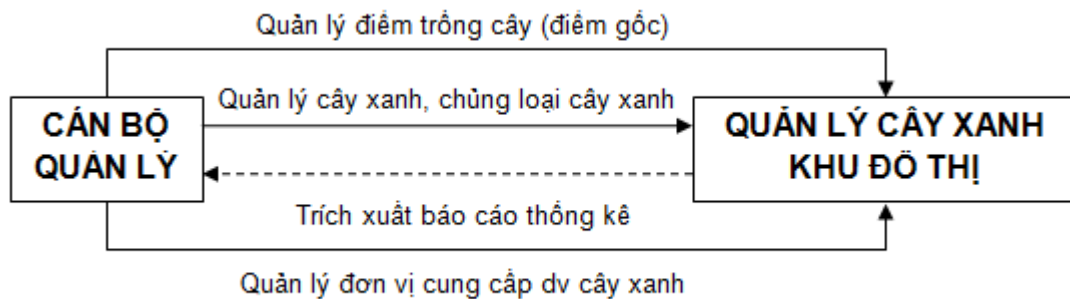 Quản lý điểm trồng cây (điểm gốc)
Quản lý cây xanh, chủng loại cây xanh
CÁN BỘ
QUẢN LÝ
QUẢN LÝ CÂY XANH
KHU ĐÔ THỊ
Trích xuất báo cáo thống kê
Quản lý đơn vị cung cấp dv cây xanh